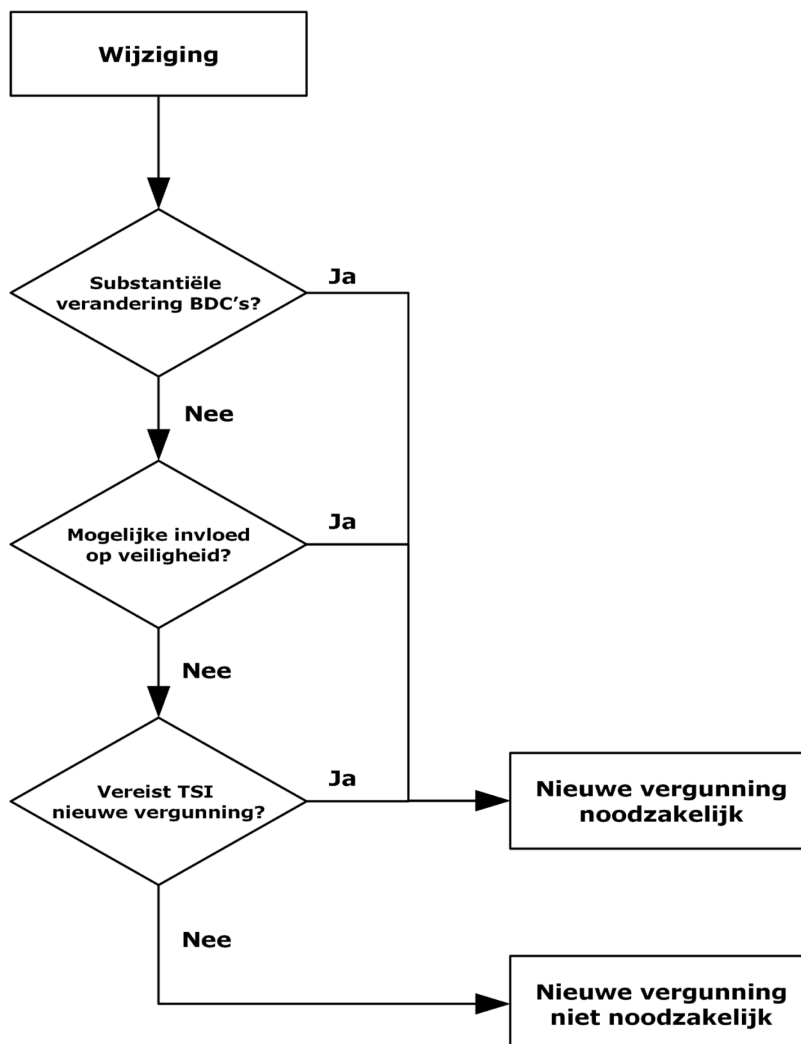 Wijziging
Substantiële
verandering BDC's?
Ja
Nee
Mogelijke invloed
op veiligheid?
Ja
Nee
Vereist TSI
nieuwe vergunning?
Ja
Nieuwe vergunning
noodzakelijk
Nee
Nieuwe vergunning
niet noodzakelijk